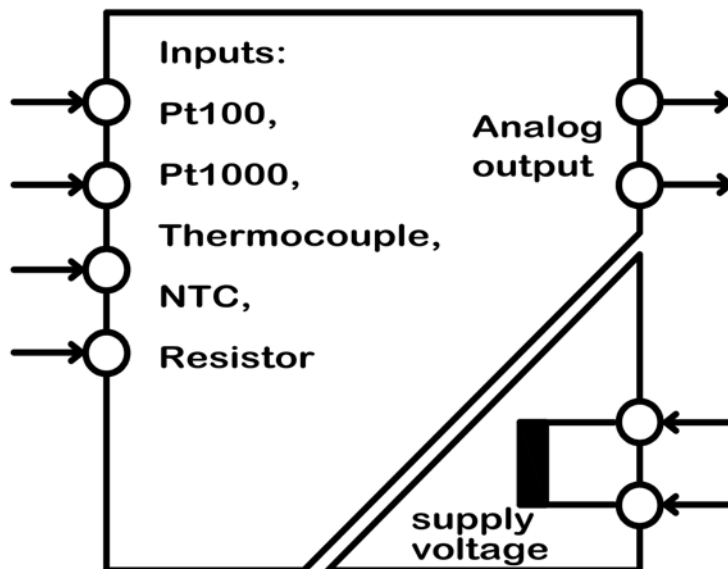 Inputs:
Pt100,
Pt1000,
Thermocouple,
NTC,
Resistor
Analog
output
supply
voltage